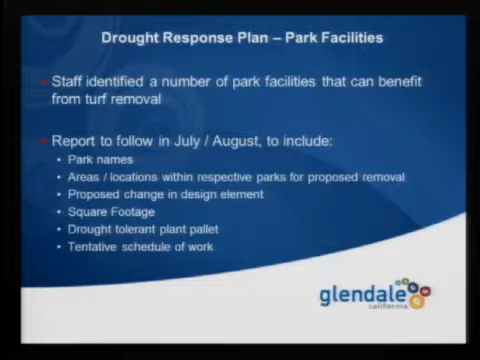 Drought Response Plan – Park Facilities
• Staff identified a number of park facilities that can benefit
from turf removal
• Report to follow in July / August, to include:
• Park names
• Areas / locations within respective parks for proposed removal
• Proposed change in design element
• Square Footage
• Drought tolerant plant pallet
• Tentative schedule of work
glendale
california